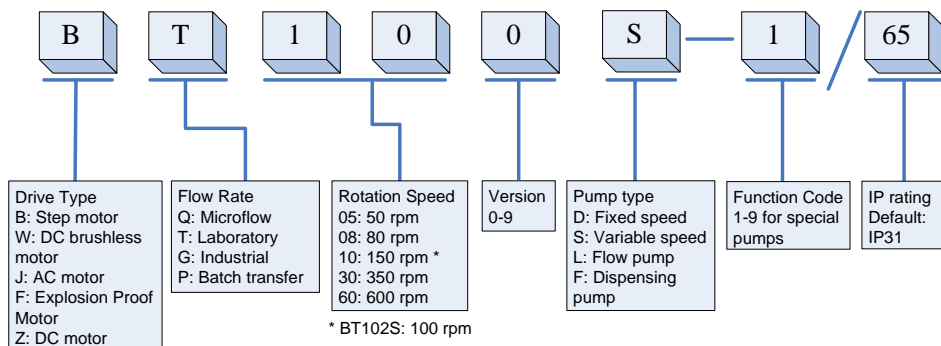 B T 1 0 0 S 1 65
Drive Type
B: Step motor
W: DC brushless
motor
J: AC motor
F: Explosion Proof
Motor
Z: DC motor
Flow Rate
Q: Microflow
T: Laboratory
G: Industrial
P: Batch transfer
Rotation Speed
05: 50 rpm
08: 80 rpm
10: 150 rpm *
30: 350 rpm
60: 600 rpm
* BT102S: 100 rpm
Version
0-9
Pump type
D: Fixed speed
S: Variable speed
L: Flow pump
F: Dispensing
pump
Function Code
1-9 for special
pumps
IP rating
Default:
IP31